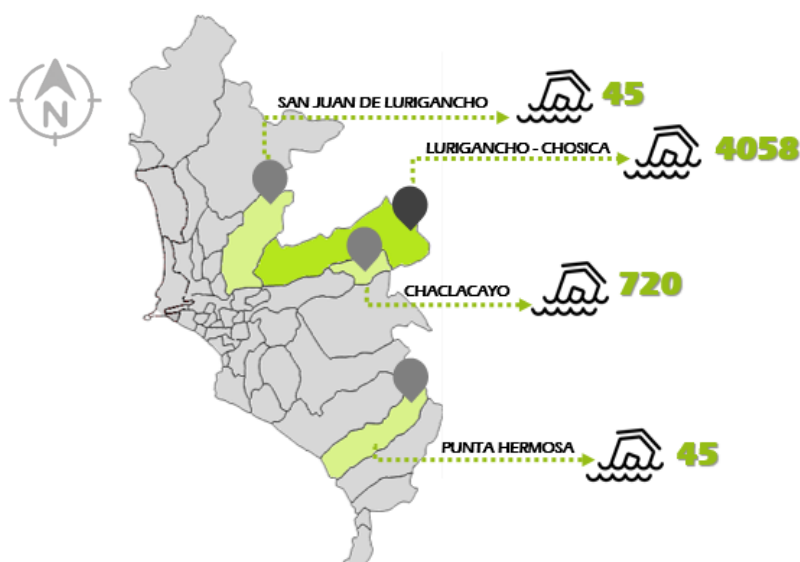 N
SAN JUAN DE LURIGANCHO
45
LURIGANCHO - CHOSICA
4058
CHACLACAYO
720
PUNTA HERMOSA
45